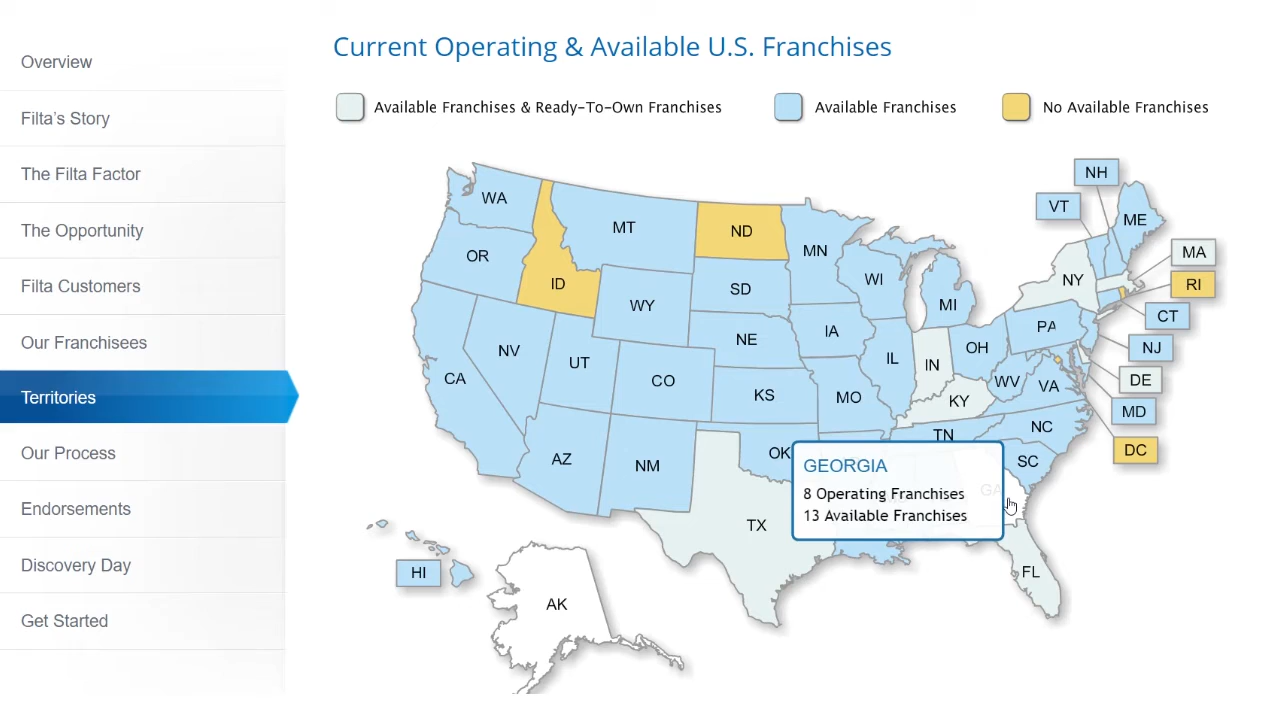 Overview
Filta's Story
The Filta Factor
The Opportunity
Filta Customers
Our Franchisees
Territories
Our Process
Endorsements
Discovery Day
Get Started
Current Operating & Available U.S. Franchises
Available Franchises & Ready-To-Own Franchises
Available Franchises
No Available Franchises
NH
VT
ME
WA
MT
ND
MN
MA
OR
ID
SD
WI
NY
RI
WY
MI
CT
NE
IA
PA
NJ
NV
UT
CO
IL
IN
OH
DE
CA
KS
MO
KY
WV
VA
MD
AZ
NM
OK
TN
NC
DC
SC
GA
TX
FL
HI
AK
GEORGIA
8 Operating Franchises
13 Available Franchises